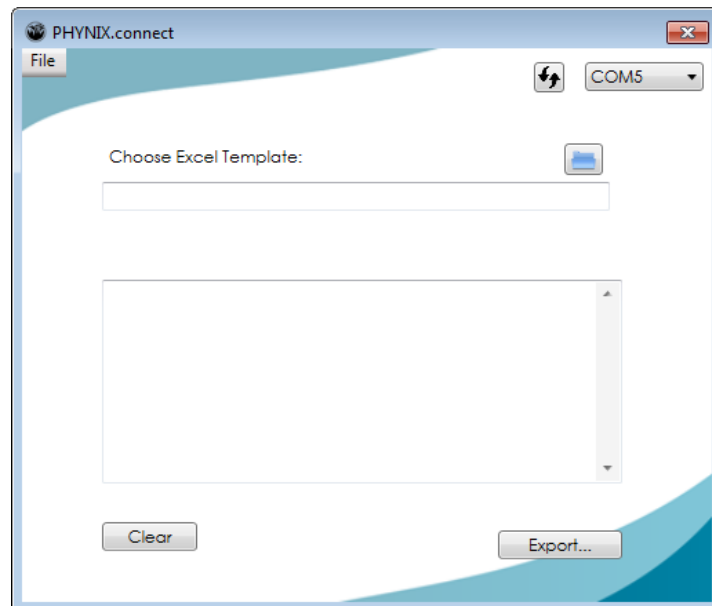 PHYNIX.connect
File
COM5
Choose Excel Template:
Clear
Export...